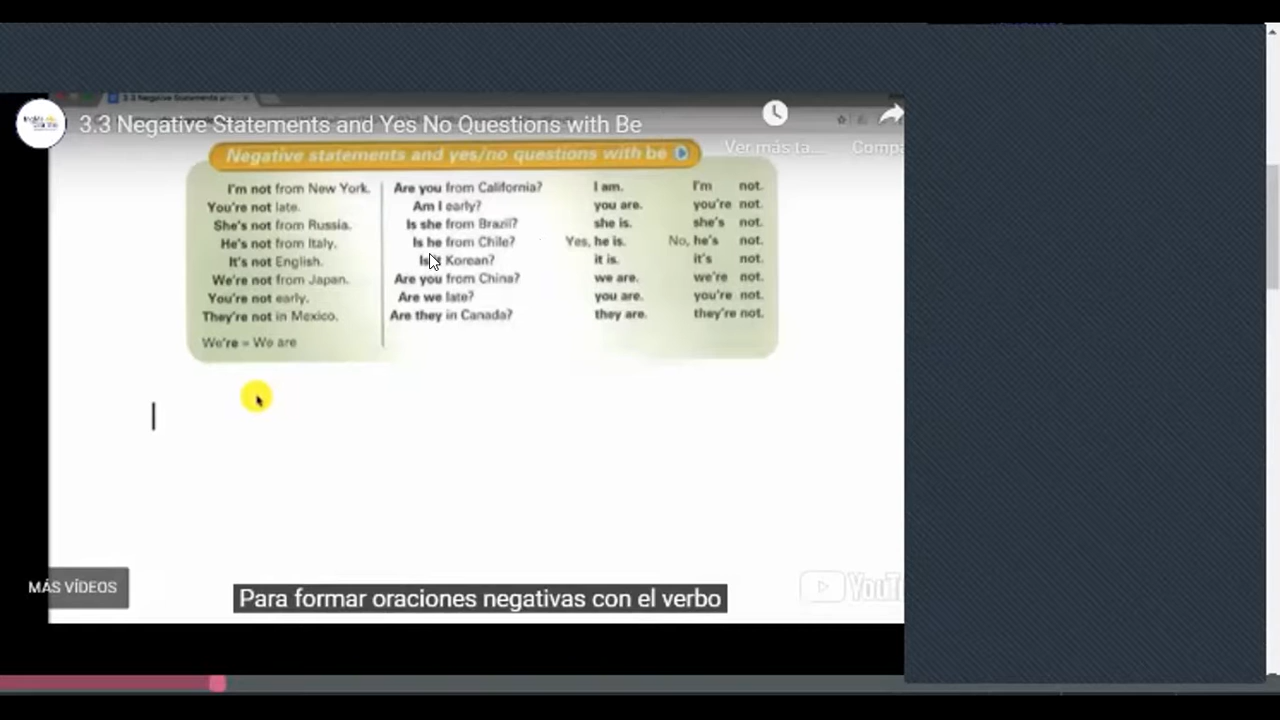 3.3 Negative Statements and Yes No Questions with Be
Ver más ta...
Compa
Negative statements and yes/no questions with be
I'm not from New York.
You're not late.
She's not from Russia.
He's not from Italy.
It's not English.
We're not from Japan.
You're not early.
They're not in Mexico.
We're = We are
Are you from California?
Am I early?
Is she from Brazil?
Is he from Chile?
Is it Korean?
Are you from China?
Are we late?
Are they in Canada?
I am.
you are.
she is.
Yes, he is.
it is.
we are.
you are.
they are.
I'm not.
you're not.
she's not.
No, he's not.
it's not.
we're not.
you're not.
they're not.
MÁS VÍDEOS
Para formar oraciones negativas con el verbo
YouT